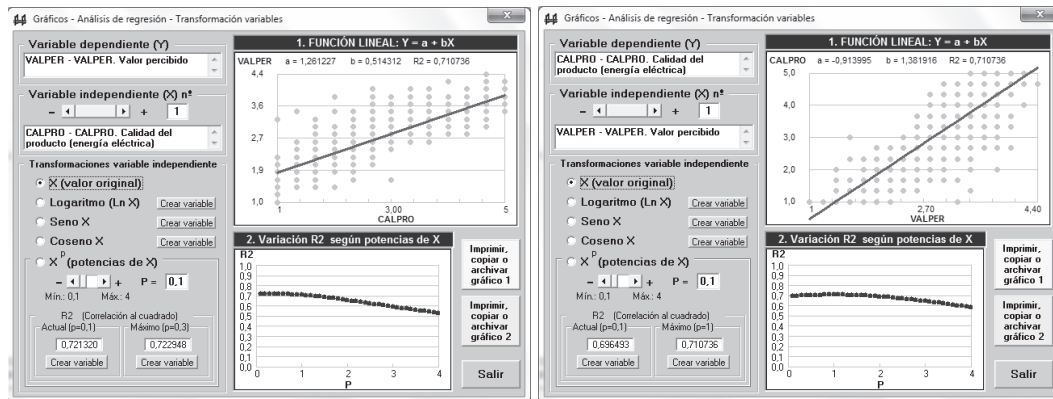 Gráficos - Análisis de regresión - Transformación variables
Variable dependiente (Y)
VALPER - VALPER. Valor percibido
Variable independiente (X) nº
- + 1
CALPRO - CALPRO. Calidad del
producto (energía eléctrica)
Transformaciones variable independiente
X (valor original)
Logaritmo (Ln X) Crear variable
Seno X Crear variable
Coseno X Crear variable
X p (potencias de X)
- + P = 0,1
Mín.: 0,1 Máx.: 4
R2 (Correlación al cuadrado)
Actual (p=0,1) Máximo (p=0,3)
0,721320 0,722948
Crear variable Crear variable
1. FUNCIÓN LINEAL: Y = a + bX
VALPER a = 1,261227 b = 0,514312 R2 = 0,710736
4,4
3,6
2,7
1,9
1,0
1 3,00 5
CALPRO
2. Variación R2 según potencias de X
R2
1,0
0,9
0,8
0,7
0,6
0,5
0,4
0,3
0,2
0,1
0,0
0 1 2 3 4
P
Imprimir,
copiar o
archivar
gráfico 1
Imprimir,
copiar o
archivar
gráfico 2
Salir
Gráficos - Análisis de regresión - Transformación variables
Variable dependiente (Y)
CALPRO - CALPRO. Calidad del
producto (energía eléctrica)
Variable independiente (X) nº
- + 1
VALPER - VALPER. Valor percibido
Transformaciones variable independiente
X (valor original)
Logaritmo (Ln X) Crear variable
Seno X Crear variable
Coseno X Crear variable
X p (potencias de X)
- + P = 0,1
Mín.: 0,1 Máx.: 4
R2 (Correlación al cuadrado)
Actual (p=0,1) Máximo (p=1)
0,696493 0,710736
Crear variable Crear variable
1. FUNCIÓN LINEAL: Y = a + bX
CALPRO a = -0,913995 b = 1,381916 R2 = 0,710736
5,0
4,0
3,0
2,0
1,0
1 2,70 4,40
VALPER
2. Variación R2 según potencias de X
R2
1,0
0,9
0,8
0,7
0,6
0,5
0,4
0,3
0,2
0,1
0,0
0 1 2 3 4
P
Imprimir,
copiar o
archivar
gráfico 1
Imprimir,
copiar o
archivar
gráfico 2
Salir